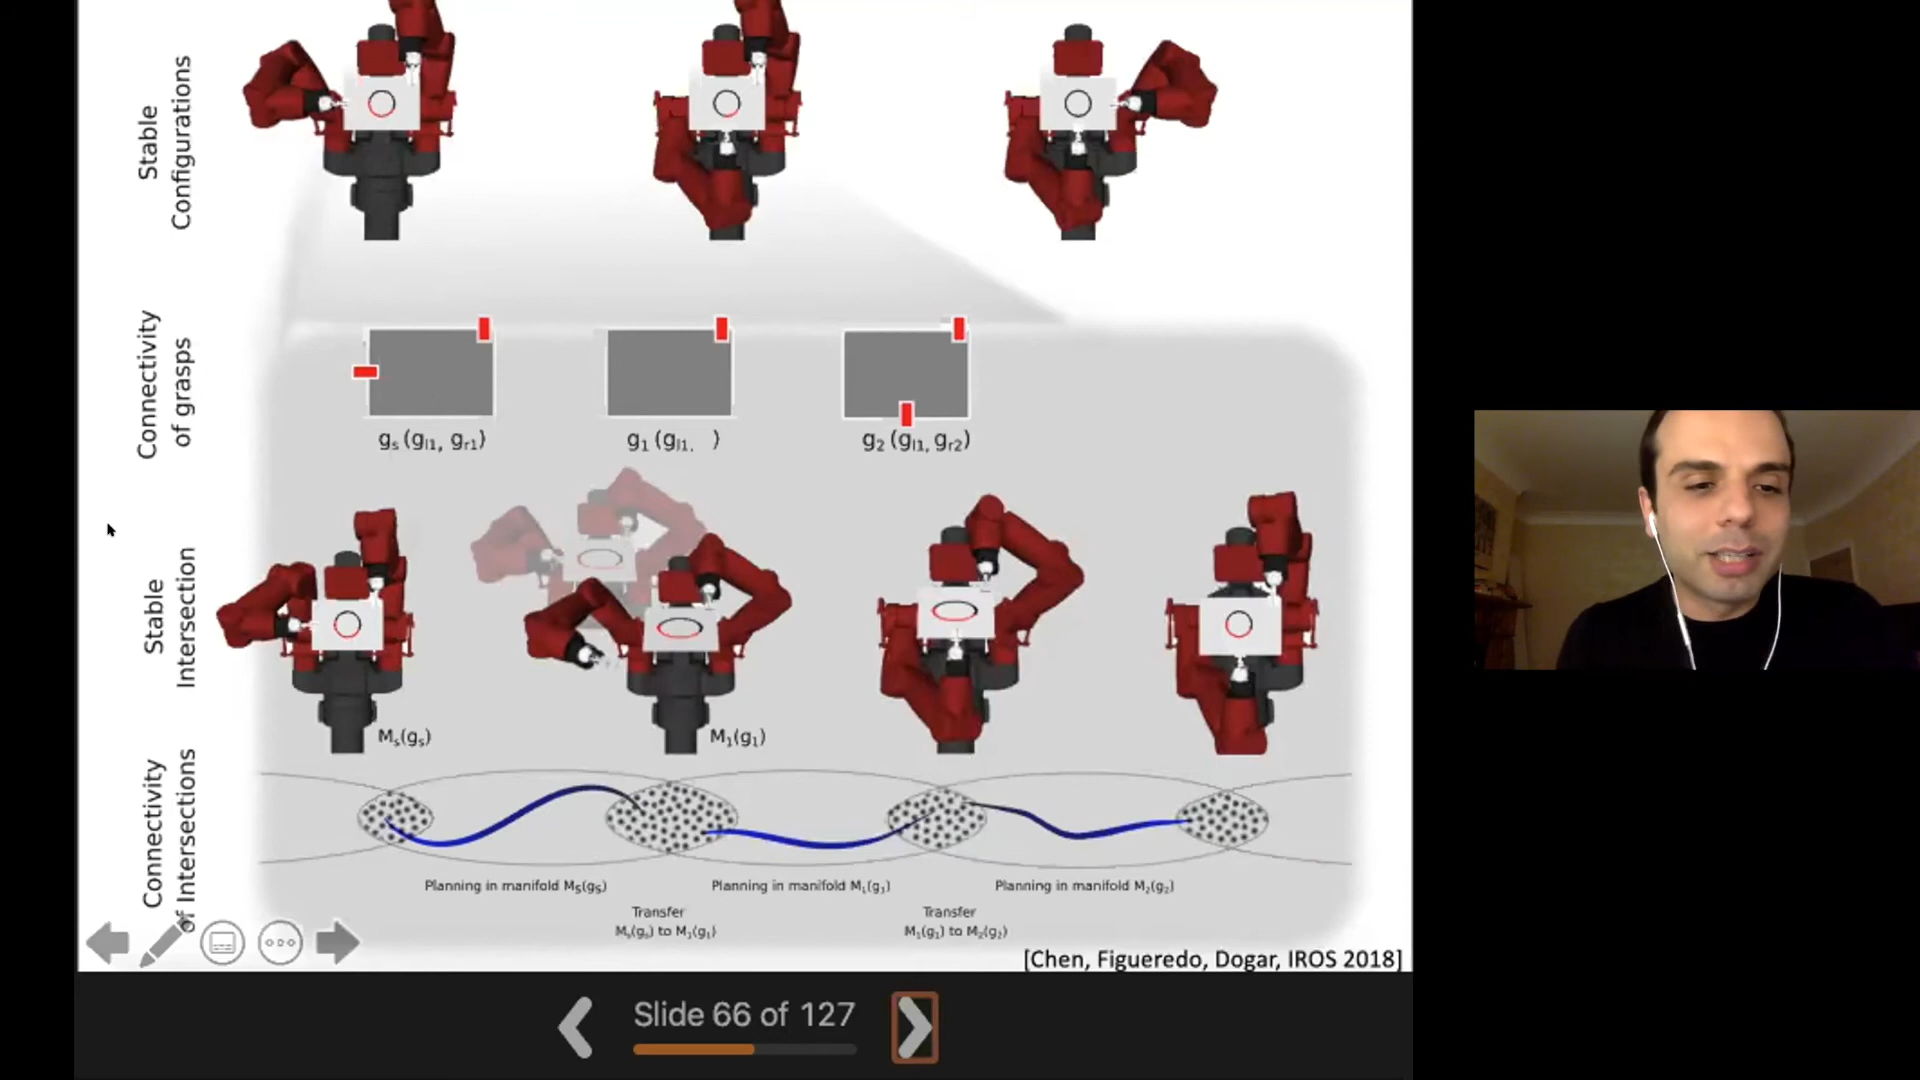 Stable
Configurations
Connectivity
of grasps
gs (gl1, gr1)
g1 (gl1, )
g2 (gl1, gr2)
Stable
Intersection
Ms(gs)
M1(g1)
Connectivity
of Intersections
Planning in manifold MS(gS)
Planning in manifold M1(g1)
Planning in manifold M2(g2)
Transfer
Ms(gs) to M1(g1)
Transfer
M1(g1) to M2(g2)
[Chen, Figueredo, Dogar, IROS 2018]
Slide 66 of 127